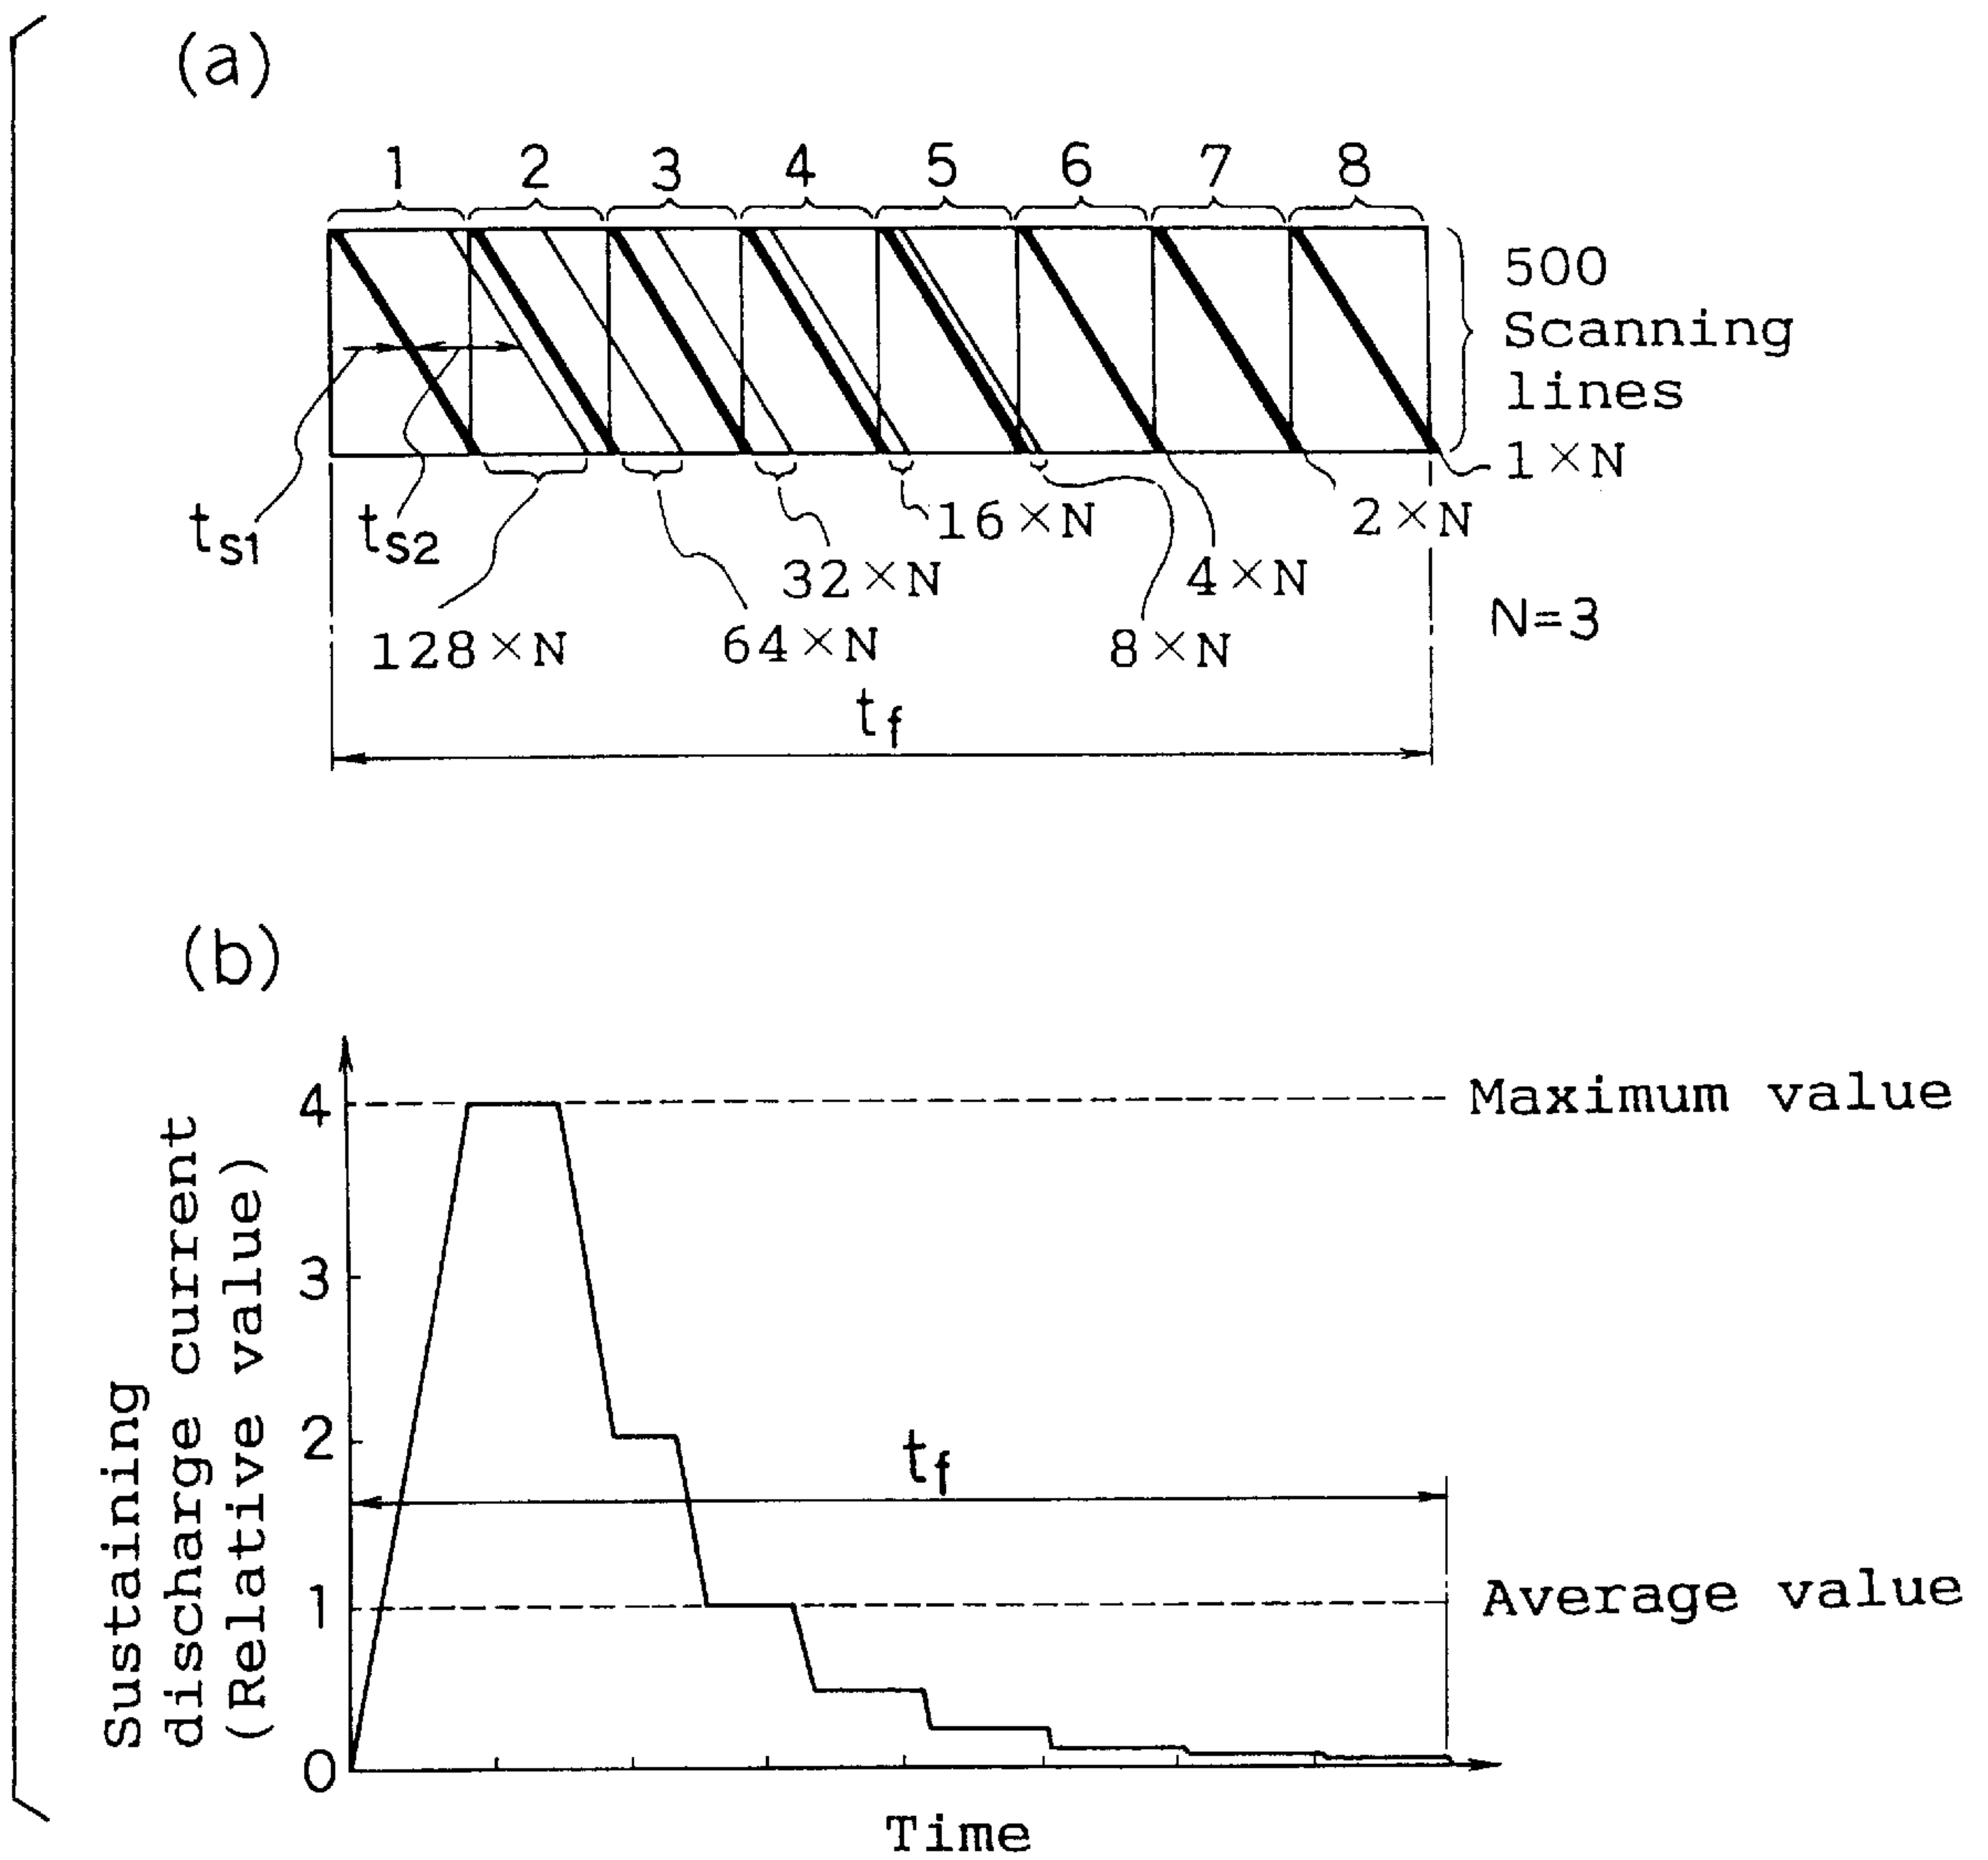 (a)
1 2 3 4 5 6 7 8
500
Scanning
lines
1×N
2×N
16×N
4×N
32×N
8×N
64×N
128×N
tS1
tS2
N=3
tf
(b)
Sustaining
discharge current
(Relative value)
4
3
2
1
0
Maximum value
tf
Average value
Time